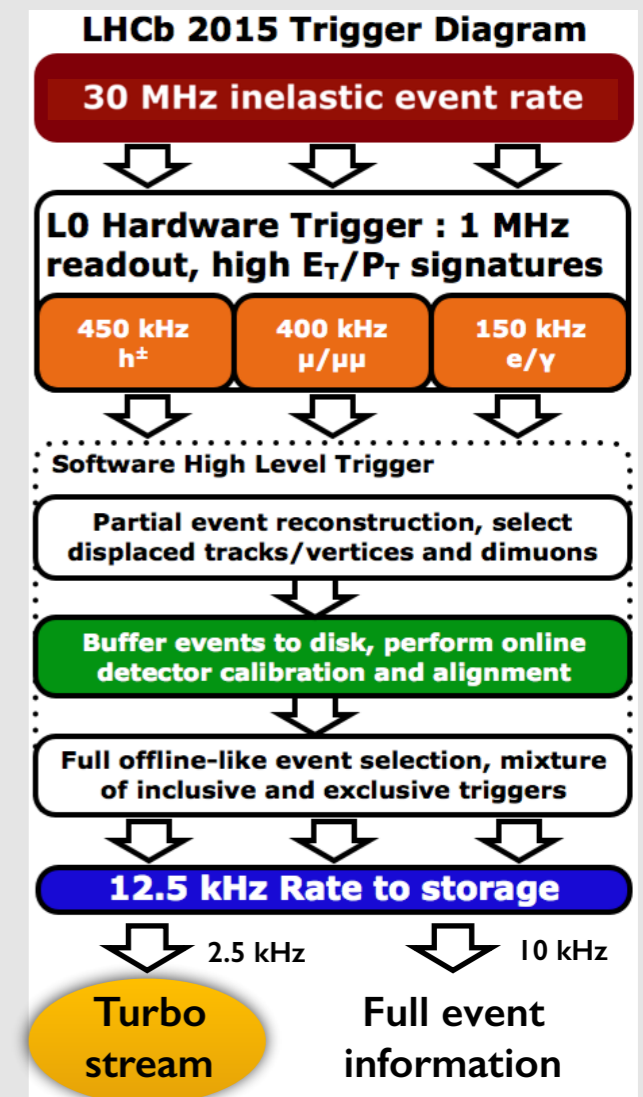 LHCb 2015 Trigger Diagram
30 MHz inelastic event rate
L0 Hardware Trigger : 1 MHz
readout, high E_T/P_T signatures
450 kHz
h±
400 kHz
μ/μμ
150 kHz
e/γ
Software High Level Trigger
Partial event reconstruction, select
displaced tracks/vertices and dimuons
Buffer events to disk, perform online
detector calibration and alignment
Full offline-like event selection, mixture
of inclusive and exclusive triggers
12.5 kHz Rate to storage
2.5 kHz
10 kHz
Turbo
stream
Full event
information